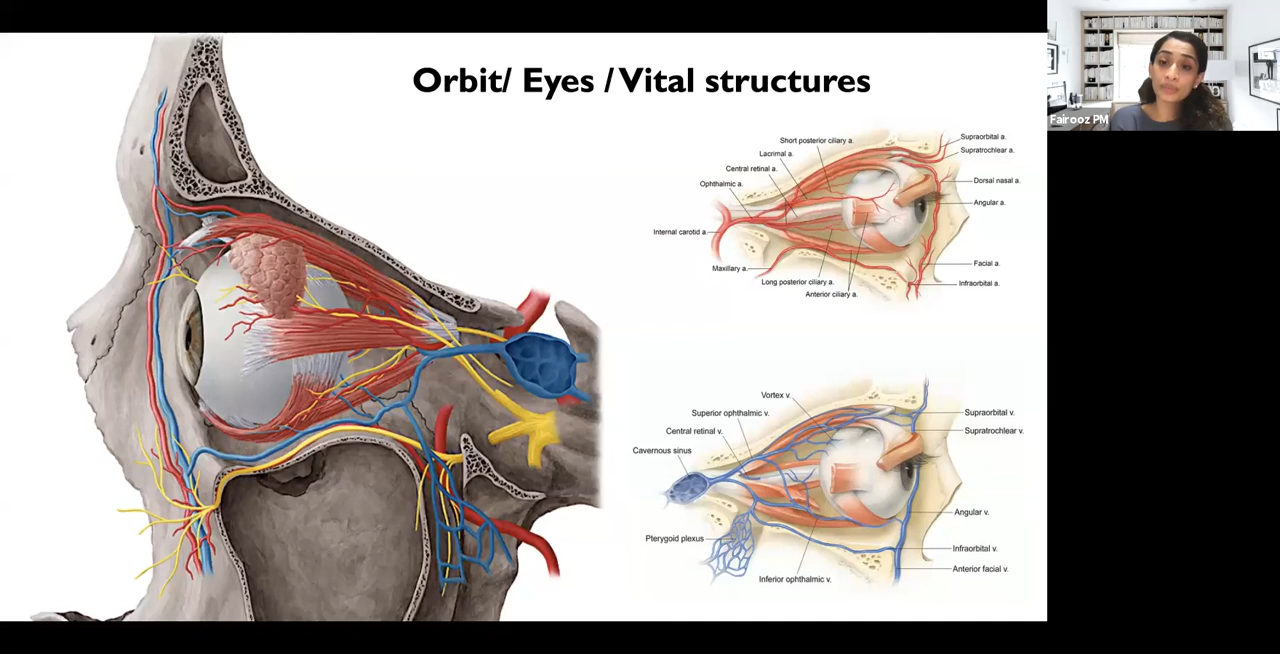 Orbit/ Eyes / Vital structures
Fairooz PM
Short posterior ciliary a.
Lacrimal a.
Central retinal a.
Ophthalmic a.
Internal carotid a.
Maxillary a.
Long posterior ciliary a.
Anterior ciliary a.
Supraorbital a.
Supratrochlear a.
Dorsal nasal a.
Angular a.
Facial a.
Infraorbital a.
Vortex v.
Superior ophthalmic v.
Central retinal v.
Cavernous sinus
Pterygoid plexus
Inferior ophthalmic v.
Supraorbital v.
Supratrochlear v.
Angular v.
Infraorbital v.
Anterior facial v.